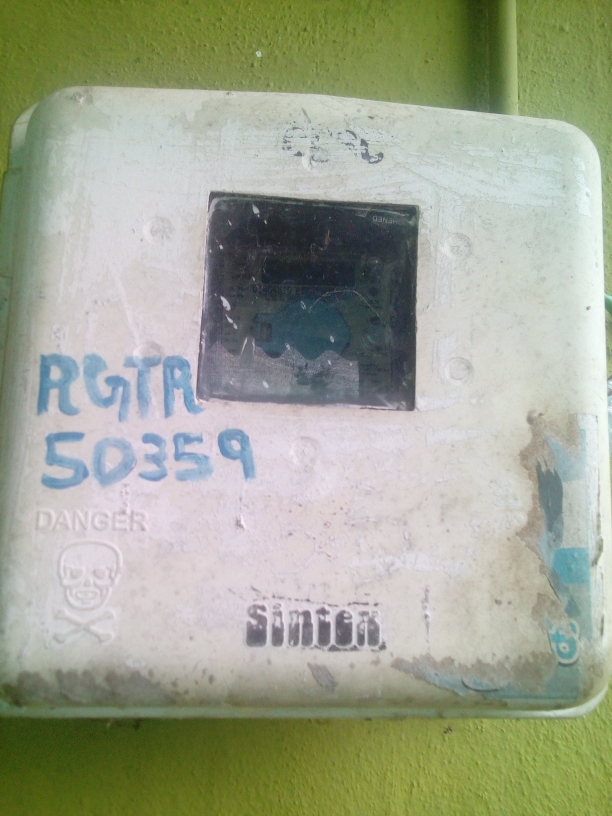 RGTR
50359
DANGER
Sintex